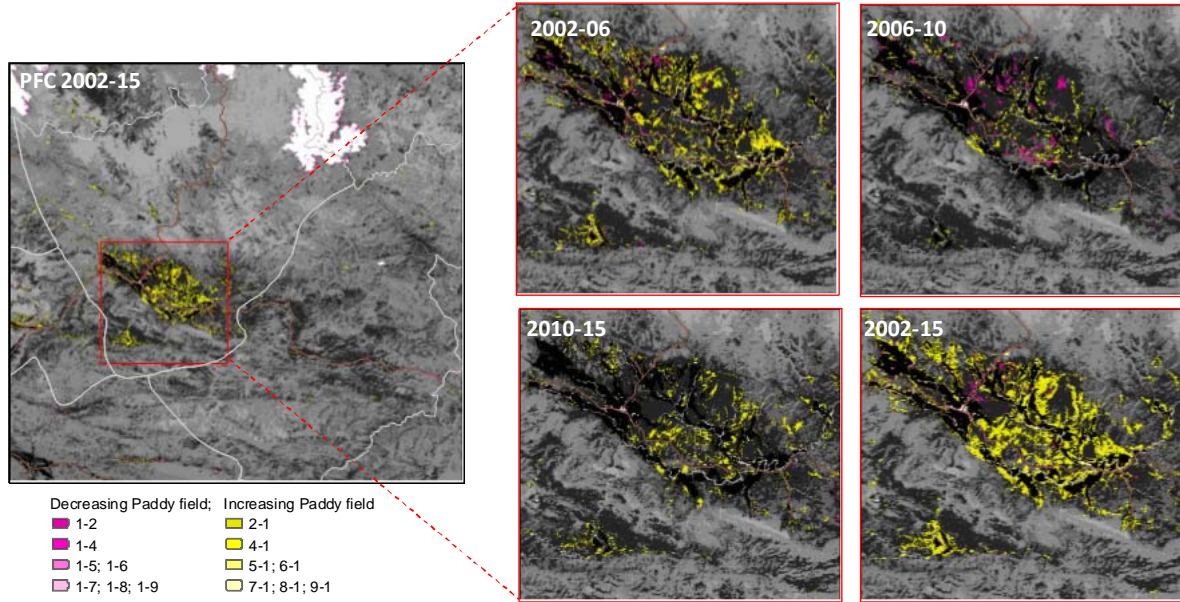 PFC 2002-15
2002-06
2006-10
2010-15
2002-15
Decreasing Paddy field; Increasing Paddy field
1-2 2-1
1-4 4-1
1-5; 1-6 5-1; 6-1
1-7; 1-8; 1-9 7-1; 8-1; 9-1